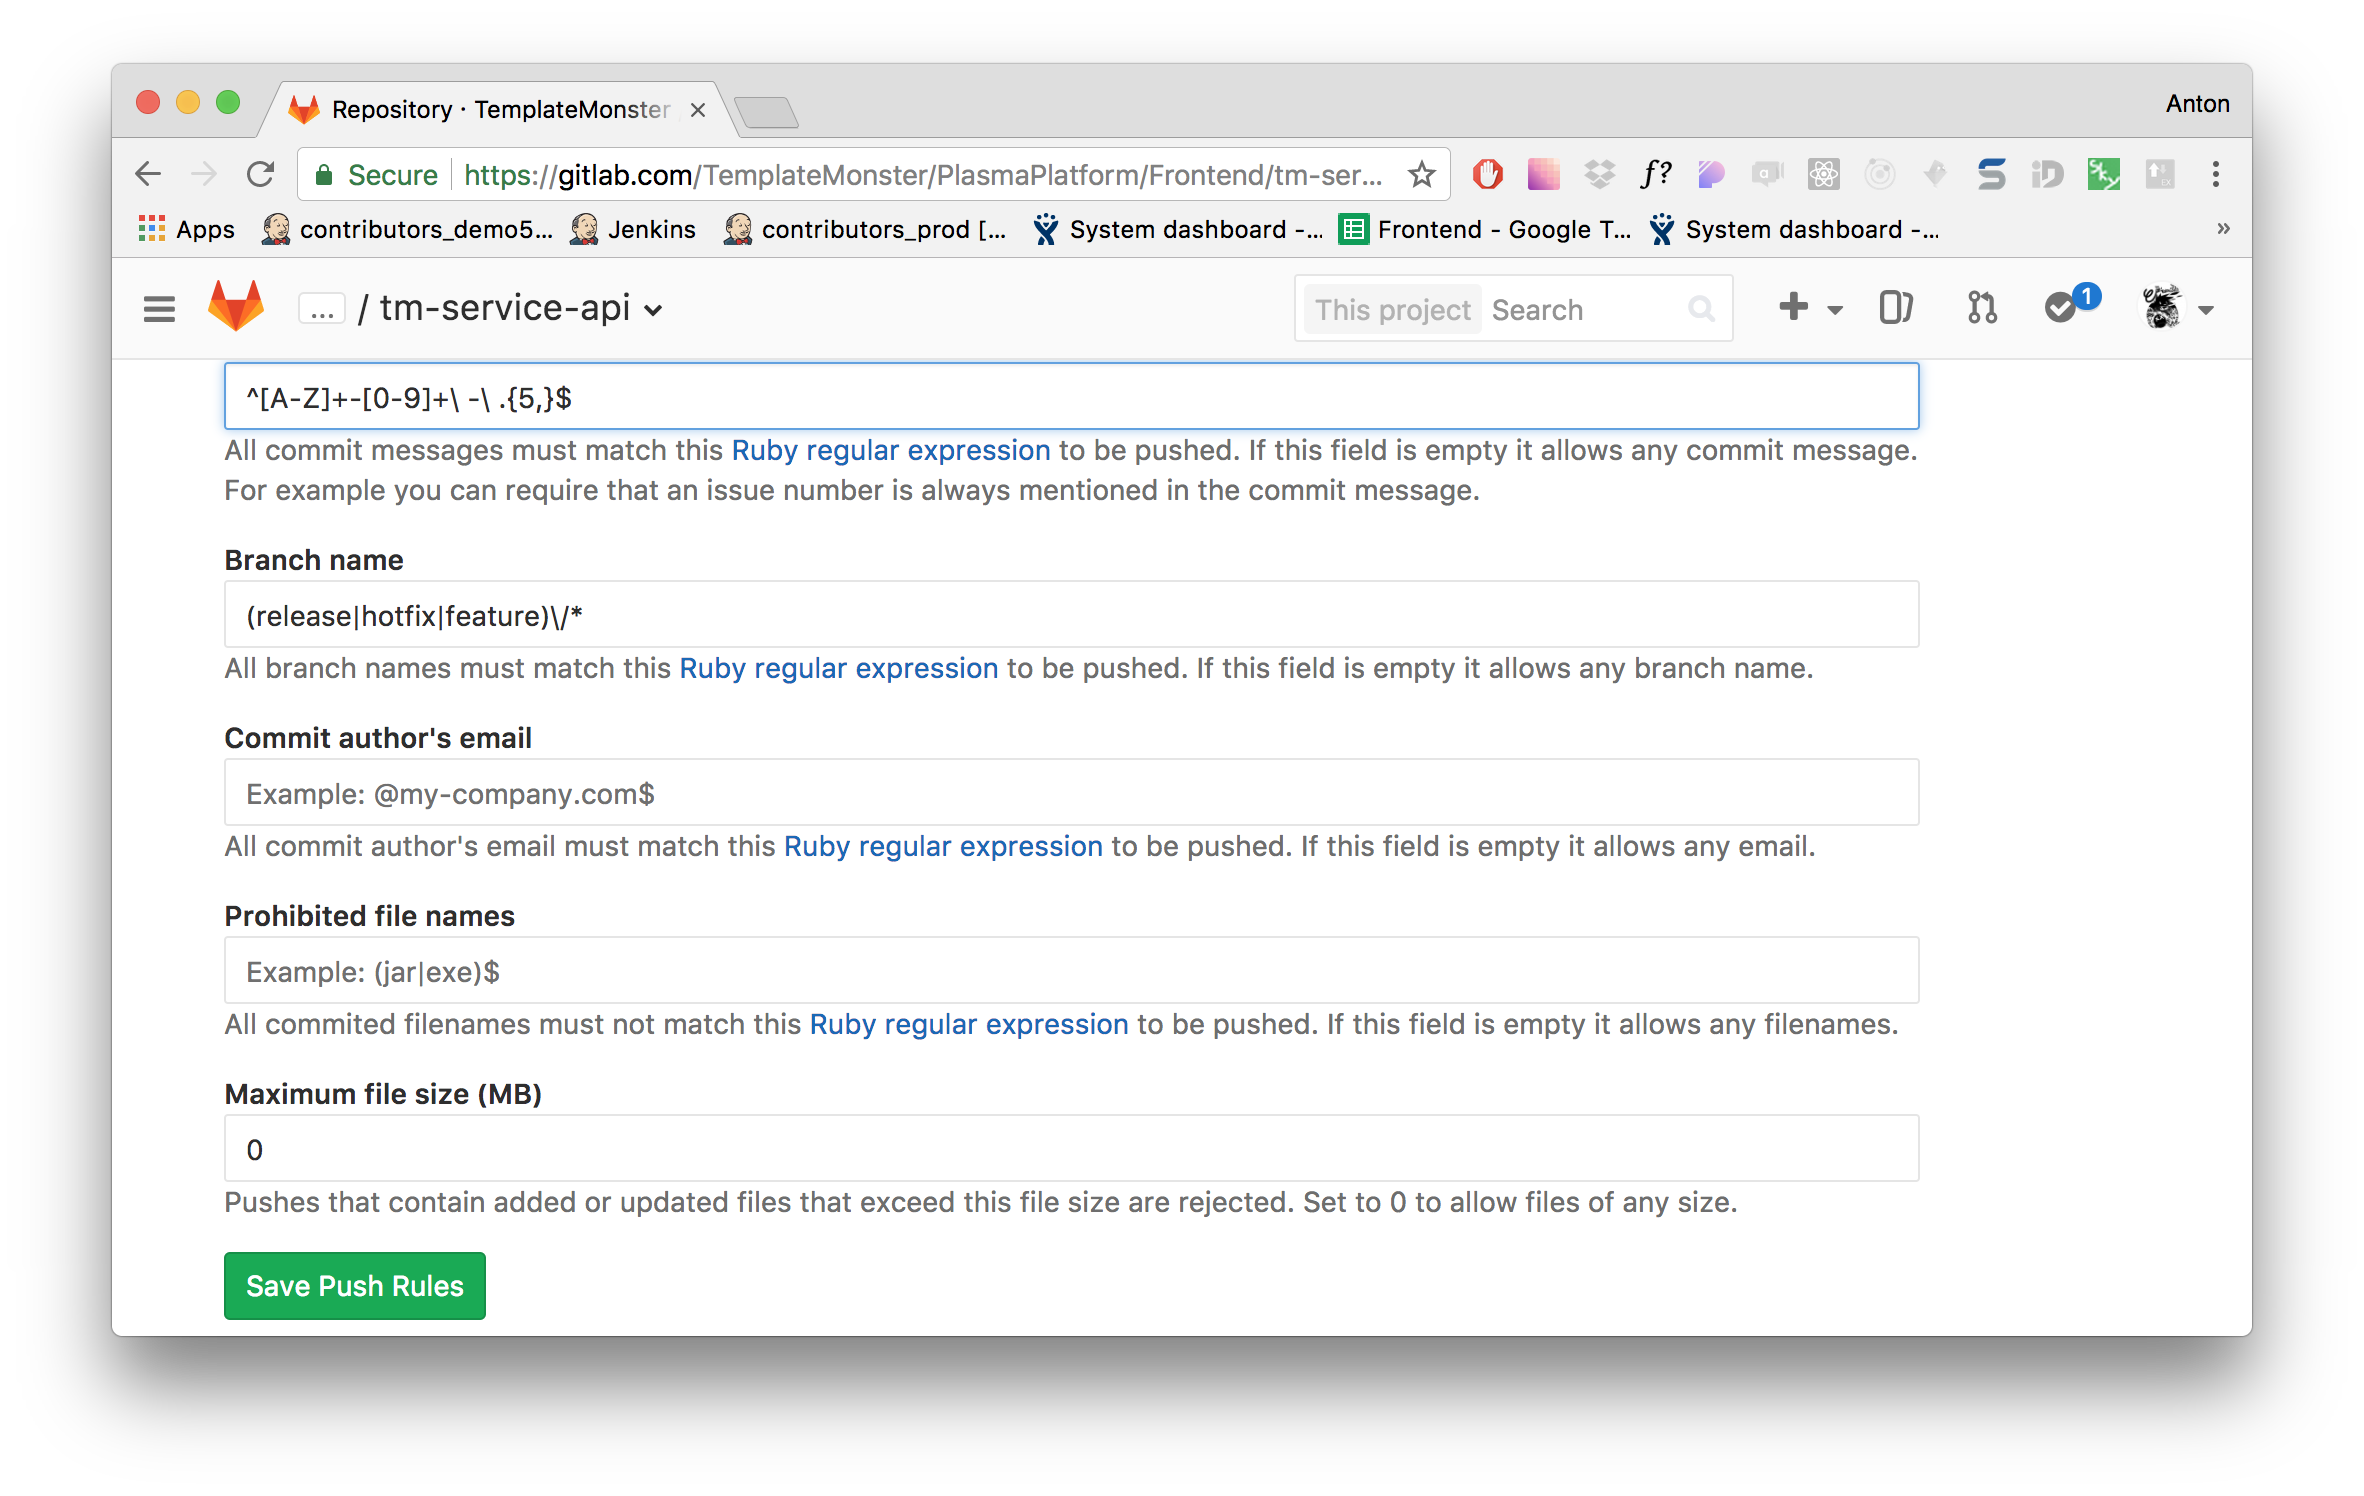 Repository · TemplateMonster
Anton
Secure https://gitlab.com/TemplateMonster/PlasmaPlatform/Frontend/tm-ser...
f?
Apps contributors_demo5... Jenkins contributors_prod [... System dashboard -... Frontend - Google T... System dashboard -... »
... / tm-service-api
This project Search
1
^[A-Z]+-[0-9]+\ -\ .{5,}$
All commit messages must match this Ruby regular expression to be pushed. If this field is empty it allows any commit message.
For example you can require that an issue number is always mentioned in the commit message.
Branch name
(release|hotfix|feature)\/*
All branch names must match this Ruby regular expression to be pushed. If this field is empty it allows any branch name.
Commit author's email
Example: @my-company.com$
All commit author's email must match this Ruby regular expression to be pushed. If this field is empty it allows any email.
Prohibited file names
Example: (jar|exe)$
All commited filenames must not match this Ruby regular expression to be pushed. If this field is empty it allows any filenames.
Maximum file size (MB)
0
Pushes that contain added or updated files that exceed this file size are rejected. Set to 0 to allow files of any size.
Save Push Rules